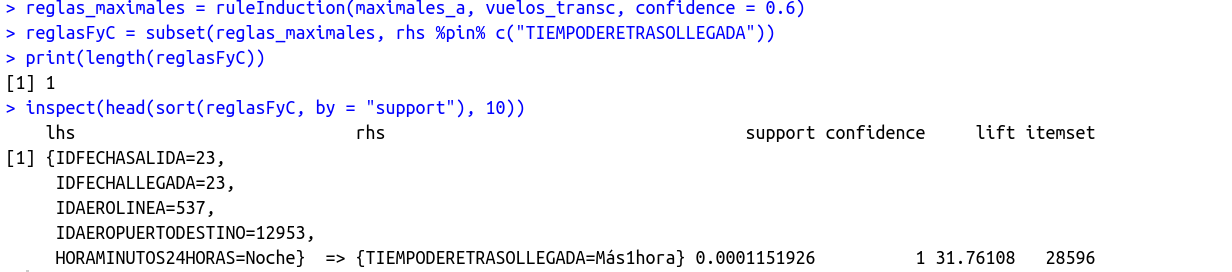 > reglas_maximales = ruleInduction(maximales_a, vuelos_transc, confidence = 0.6)
> reglasFyC = subset(reglas_maximales, rhs %pin% c("TIEMPODERETRASOLLEGADA"))
> print(length(reglasFyC))
[1] 1
> inspect(head(sort(reglasFyC, by = "support"), 10))
lhs rhs support confidence lift itemset
[1] {IDFECHASALIDA=23,
IDFECHALLEGADA=23,
IDAEROLINEA=537,
IDAEROPUERTODESTINO=12953,
HORAMINUTOS24HORAS=Noche} => {TIEMPODERETRASOLLEGADA=Más1hora} 0.0001151926 1 31.76108 28596